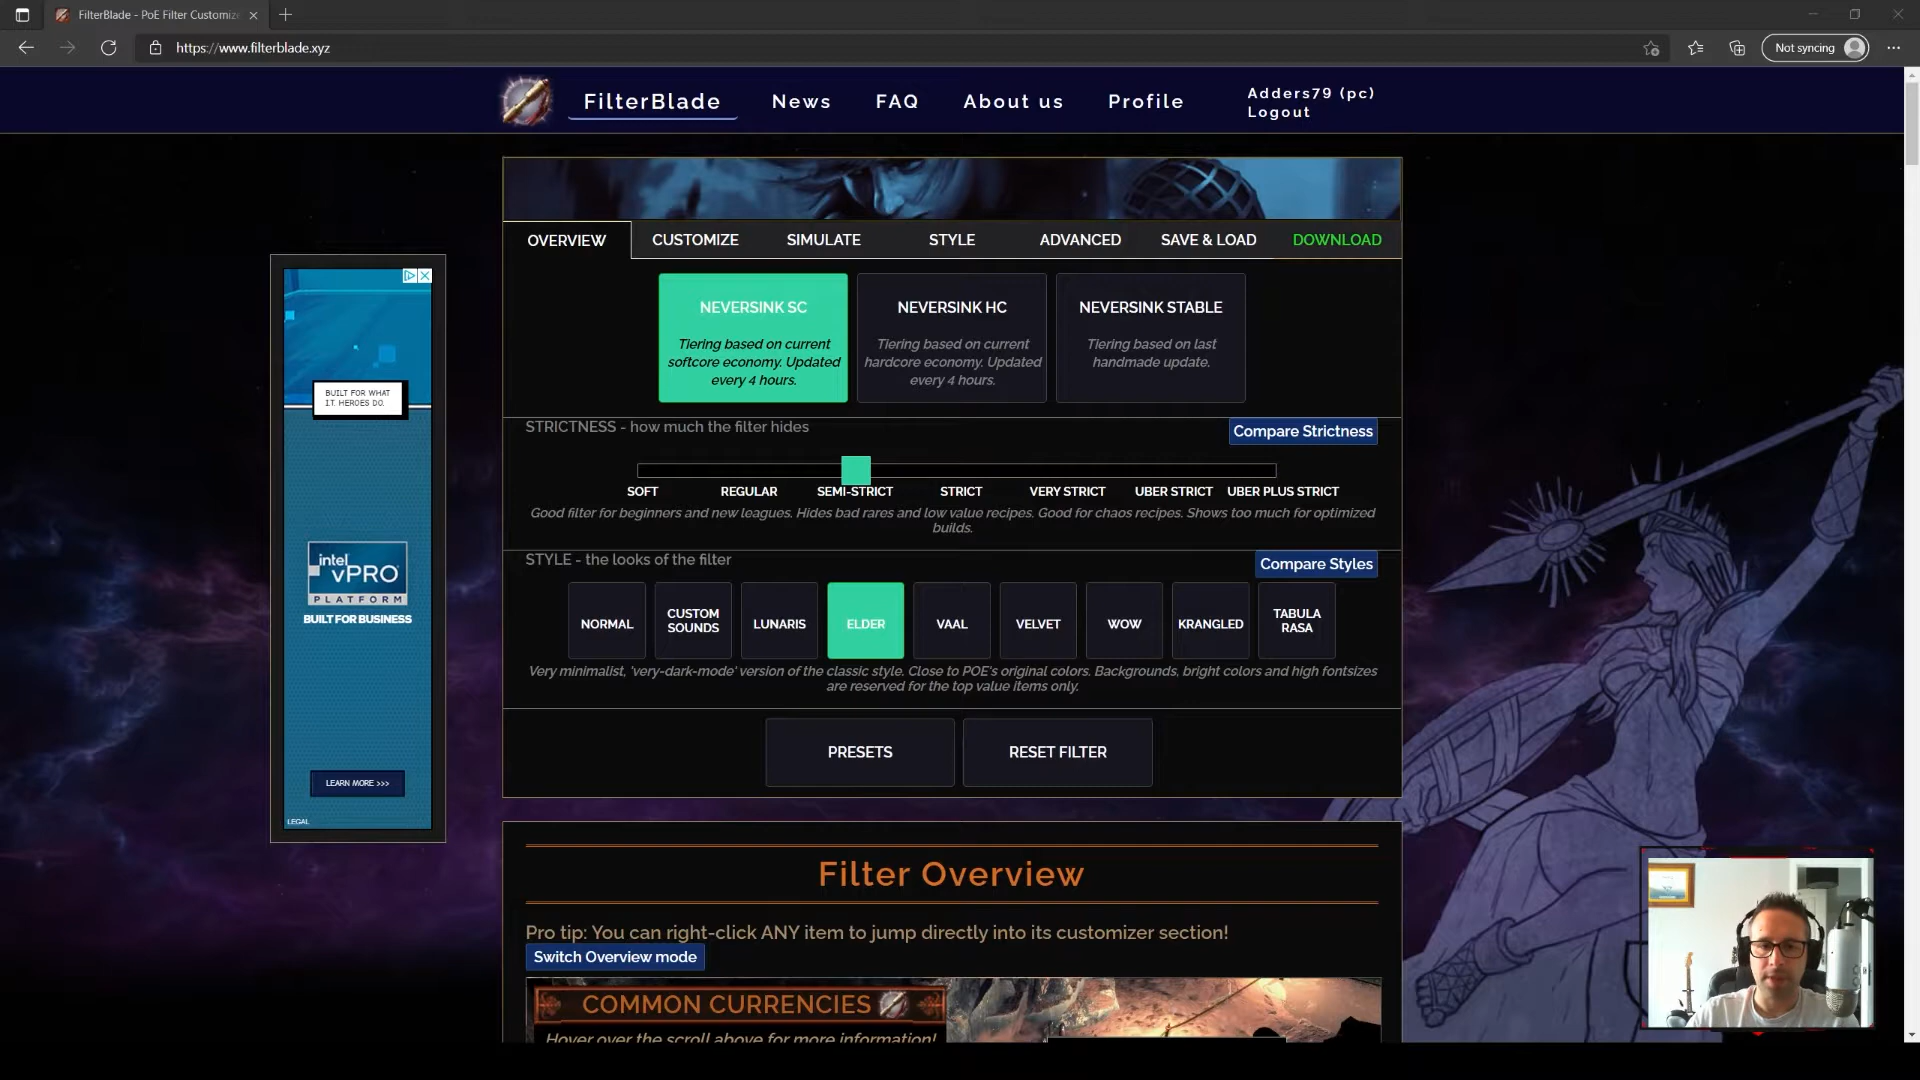 FilterBlade - PoE Filter Customize
https://www.filterblade.xyz
Not syncing
FilterBlade
News
FAQ
About us
Profile
Adders79 (pc)
Logout
OVERVIEW
CUSTOMIZE
SIMULATE
STYLE
ADVANCED
SAVE & LOAD
DOWNLOAD
NEVERSINK SC
Tiering based on current
softcore economy. Updated
every 4 hours.
NEVERSINK HC
Tiering based on current
hardcore economy. Updated
every 4 hours.
NEVERSINK STABLE
Tiering based on last
handmade update.
STRICTNESS - how much the filter hides
Compare Strictness
SOFT
REGULAR
SEMI-STRICT
STRICT
VERY STRICT
UBER STRICT
UBER PLUS STRICT
Good filter for beginners and new leagues. Hides bad rares and low value recipes. Good for chaos recipes. Shows too much for optimized
builds.
STYLE - the looks of the filter
Compare Styles
NORMAL
CUSTOM
SOUNDS
LUNARIS
ELDER
VAAL
VELVET
WOW
KRANGLED
TABULA
RASA
Very minimalist, 'very-dark-mode' version of the classic style. Close to POE's original colors. Backgrounds, bright colors and high fontsizes
are reserved for the top value items only.
PRESETS
RESET FILTER
BUILT FOR WHAT
I.T. HEROES DO.
intel
vPRO
PLATFORM
BUILT FOR BUSINESS
LEARN MORE >>>
LEGAL
Filter Overview
Pro tip: You can right-click ANY item to jump directly into its customizer section!
Switch Overview mode
COMMON CURRENCIES
Hover over the scroll above for more information!